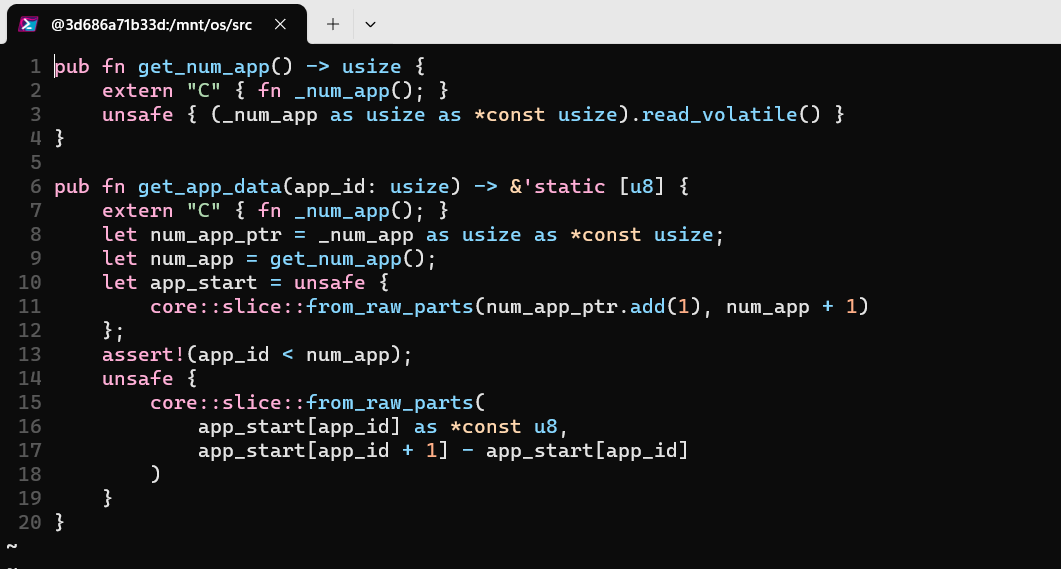 @3d686a71b33d:/mnt/os/src
1 pub fn get_num_app() -> usize {
2     extern "C" { fn _num_app(); }
3     unsafe { (_num_app as usize as *const usize).read_volatile() }
4 }
5
6 pub fn get_app_data(app_id: usize) -> &'static [u8] {
7     extern "C" { fn _num_app(); }
8     let num_app_ptr = _num_app as usize as *const usize;
9     let num_app = get_num_app();
10     let app_start = unsafe {
11         core::slice::from_raw_parts(num_app_ptr.add(1), num_app + 1)
12     };
13     assert!(app_id < num_app);
14     unsafe {
15         core::slice::from_raw_parts(
16             app_start[app_id] as *const u8,
17             app_start[app_id + 1] - app_start[app_id]
18         )
19     }
20 }
~